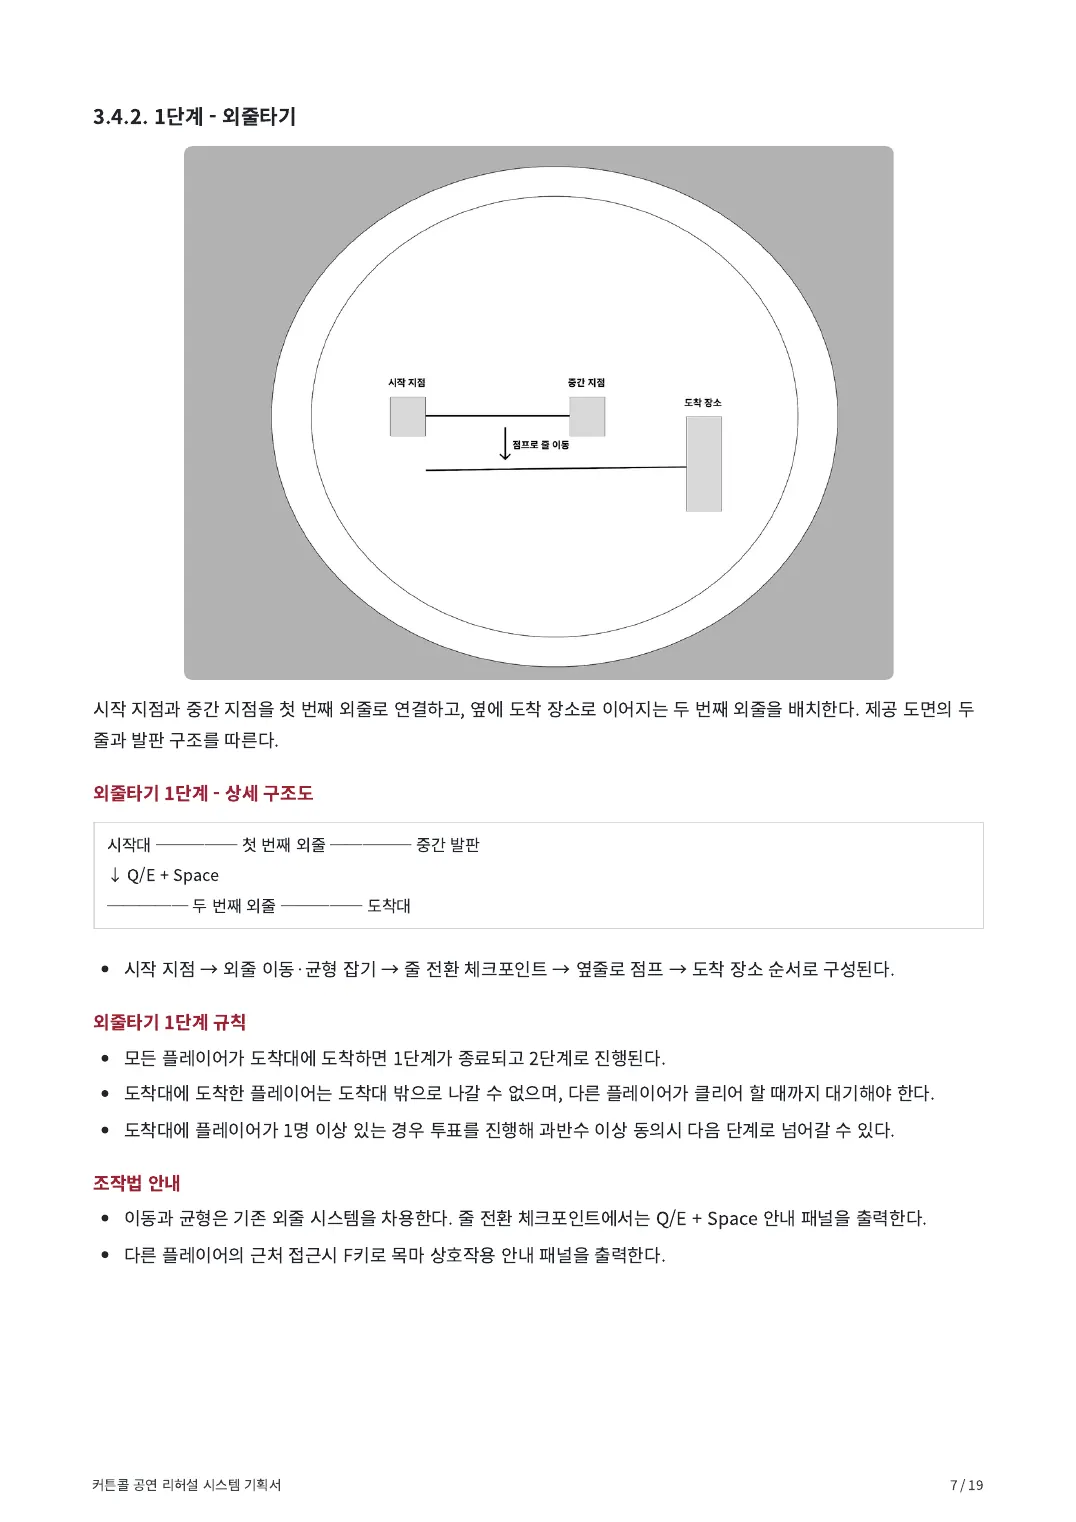 3.4.2. 1단계 - 외줄타기
시작 지점
중간 지점
도착 장소
점프로 줄 이동
시작 지점과 중간 지점을 첫 번째 외줄로 연결하고, 옆에 도착 장소로 이어지는 두 번째 외줄을 배치한다. 제공 도면의 두
줄과 발판 구조를 따른다.
외줄타기 1단계 - 상세 구조도
시작대 ───── 첫 번째 외줄 ───── 중간 발판
↓ Q/E + Space
───── 두 번째 외줄 ───── 도착대
• 시작 지점 → 외줄 이동·균형 잡기 → 줄 전환 체크포인트 → 옆줄로 점프 → 도착 장소 순서로 구성된다.
외줄타기 1단계 규칙
• 모든 플레이어가 도착대에 도착하면 1단계가 종료되고 2단계로 진행된다.
• 도착대에 도착한 플레이어는 도착대 밖으로 나갈 수 없으며, 다른 플레이어가 클리어 할 때까지 대기해야 한다.
• 도착대에 플레이어가 1명 이상 있는 경우 투표를 진행해 과반수 이상 동의시 다음 단계로 넘어갈 수 있다.
조작법 안내
• 이동과 균형은 기존 외줄 시스템을 차용한다. 줄 전환 체크포인트에서는 Q/E + Space 안내 패널을 출력한다.
• 다른 플레이어의 근처 접근시 F키로 목마 상호작용 안내 패널을 출력한다.
커튼콜 공연 리허설 시스템 기획서
7 / 19